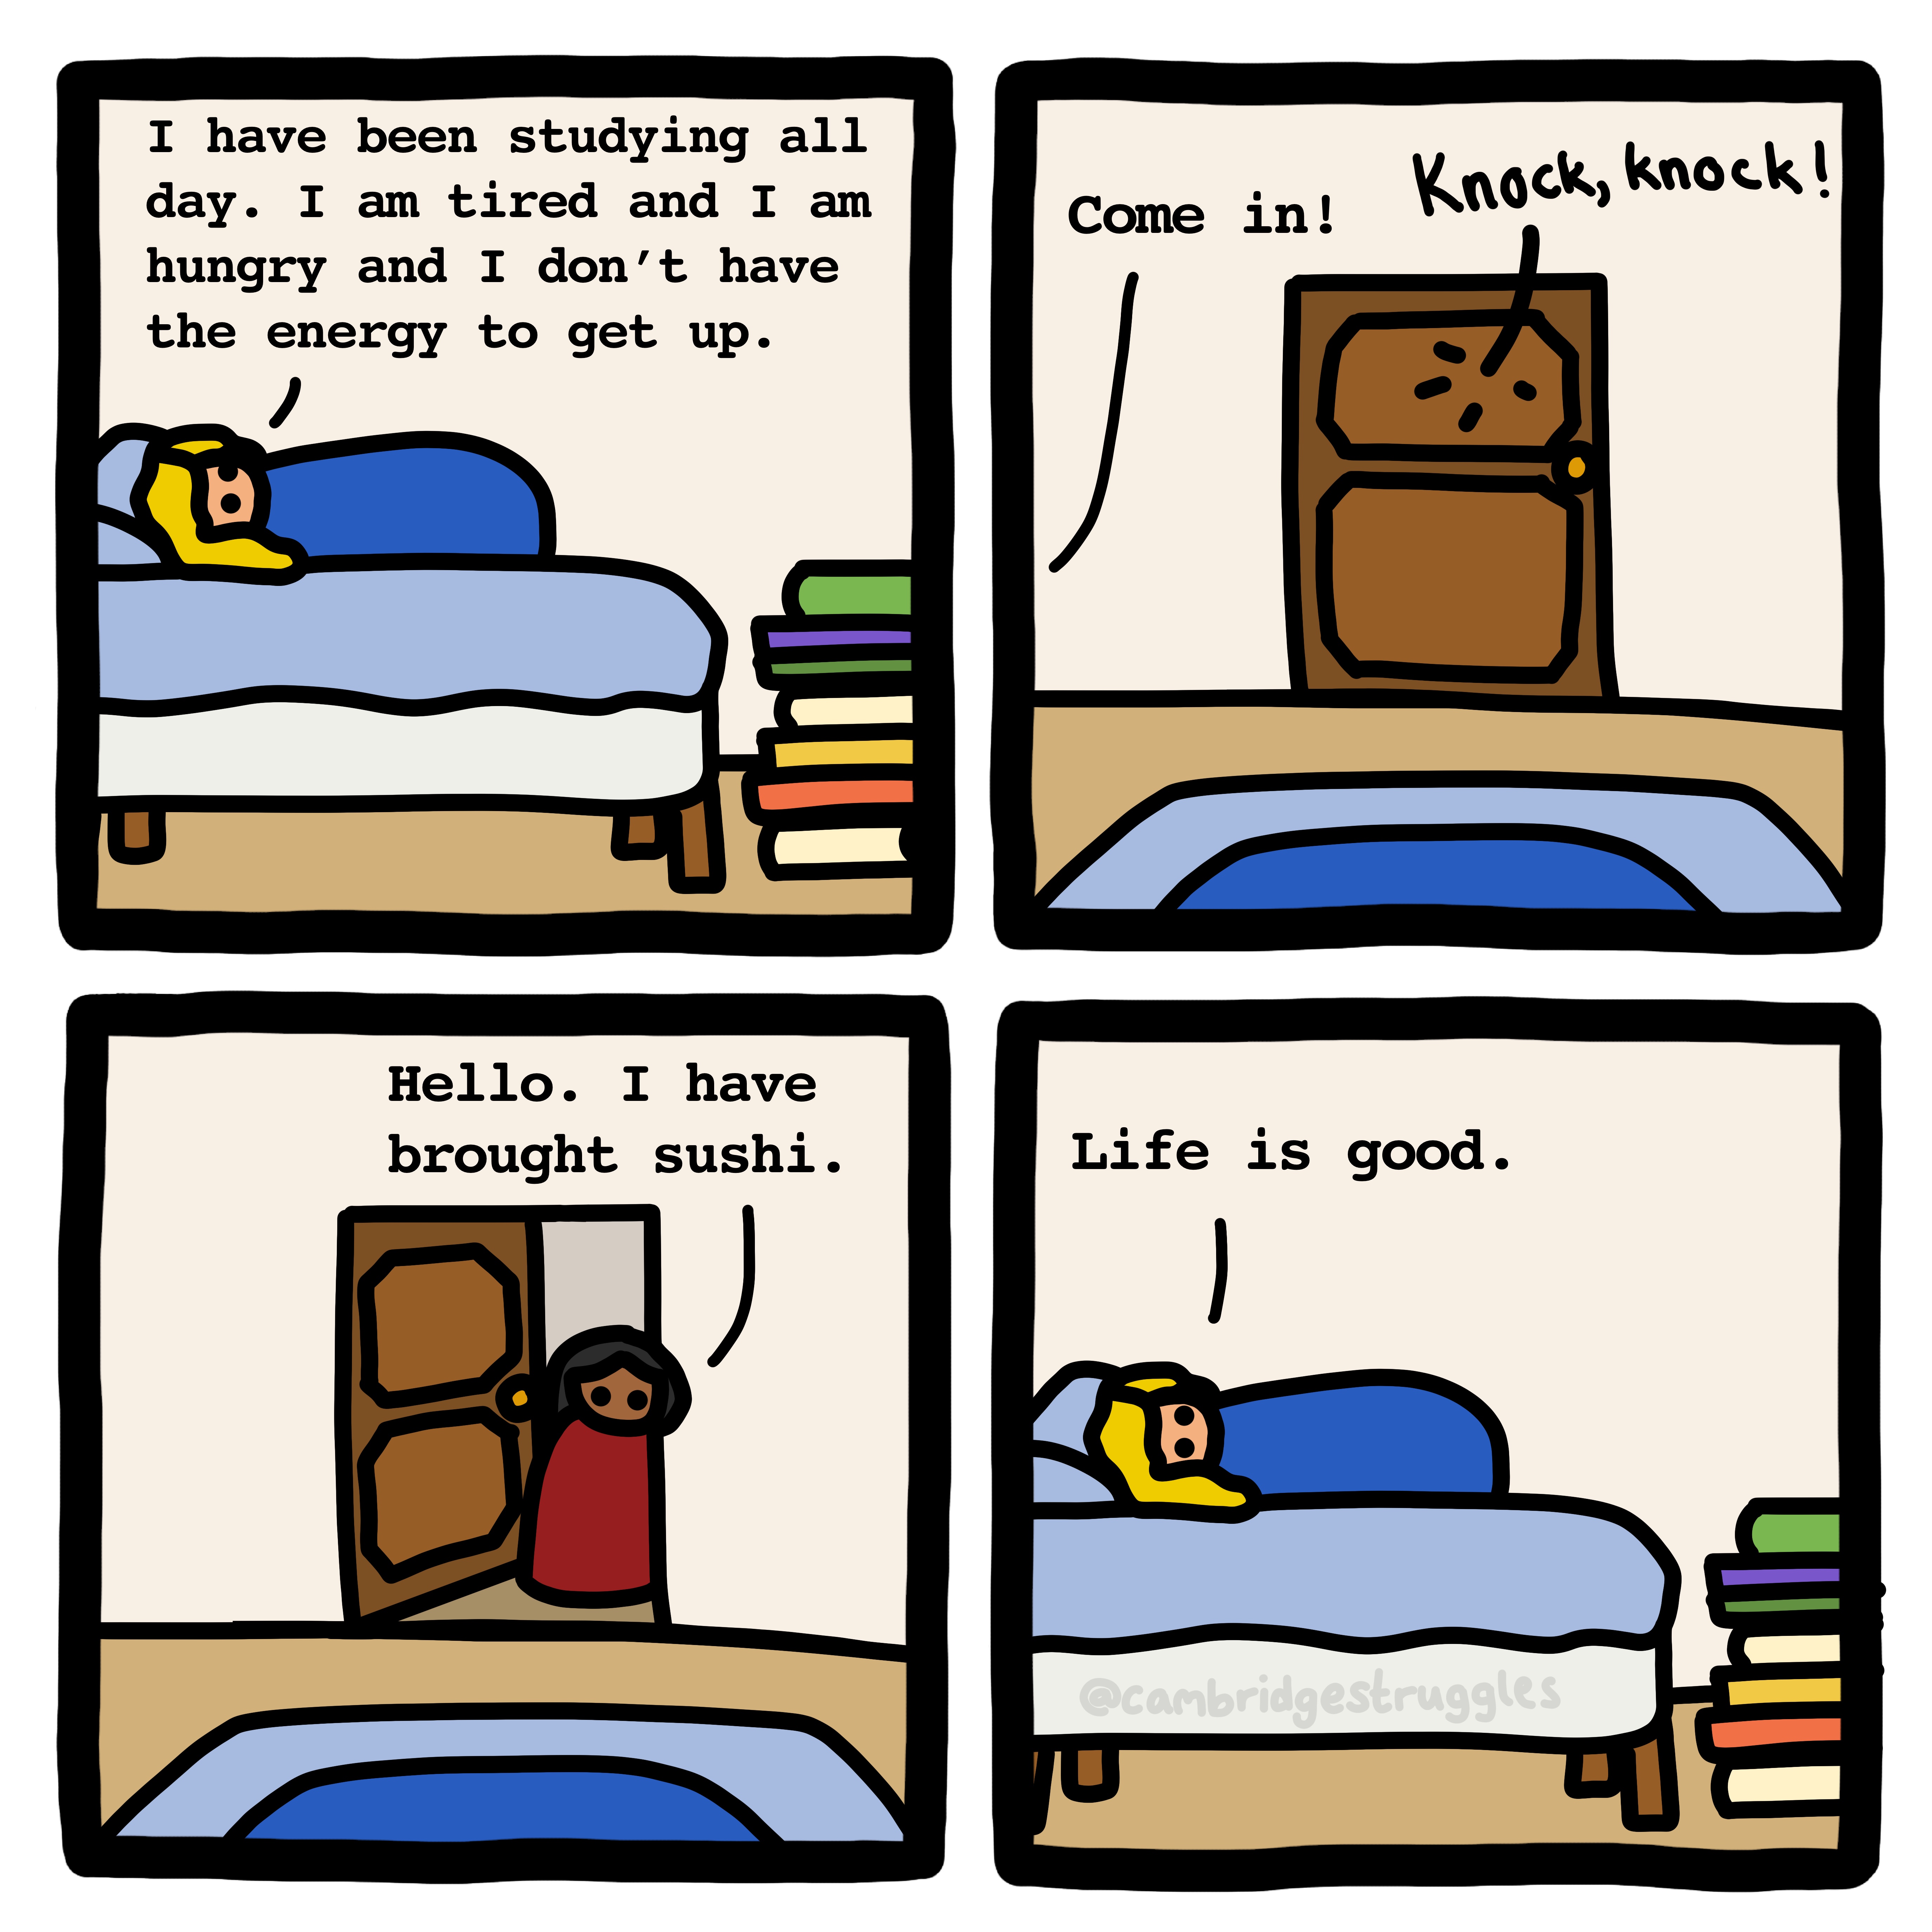 I have been studying all
day. I am tired and I am
hungry and I don't have
the energy to get up.
Knock, knock!
Come in!
Hello. I have
brought sushi.
Life is good.
@cambridgestruggles